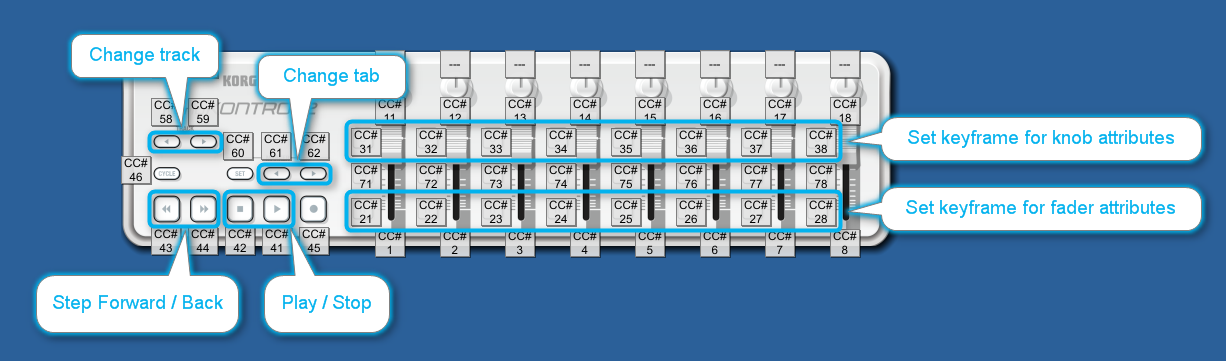 Change track
Change tab
KORG
CC# 58
CC# 59
CC# 60
CC# 61
CC# 62
CC# 46
CYCLE
SET
--- --- --- --- --- --- ---
CC# 11 CC# 12 CC# 13 CC# 14 CC# 15 CC# 16 CC# 17 CC# 18
CC# 31 CC# 32 CC# 33 CC# 34 CC# 35 CC# 36 CC# 37 CC# 38
Set keyframe for knob attributes
CC# 71 CC# 72 CC# 73 CC# 74 CC# 75 CC# 76 CC# 77 CC# 78
CC# 21 CC# 22 CC# 23 CC# 24 CC# 25 CC# 26 CC# 27 CC# 28
Set keyframe for fader attributes
CC# 43 CC# 44 CC# 42 CC# 41 CC# 45
CC# 1 CC# 2 CC# 3 CC# 4 CC# 5 CC# 6 CC# 7 CC# 8
Step Forward / Back
Play / Stop